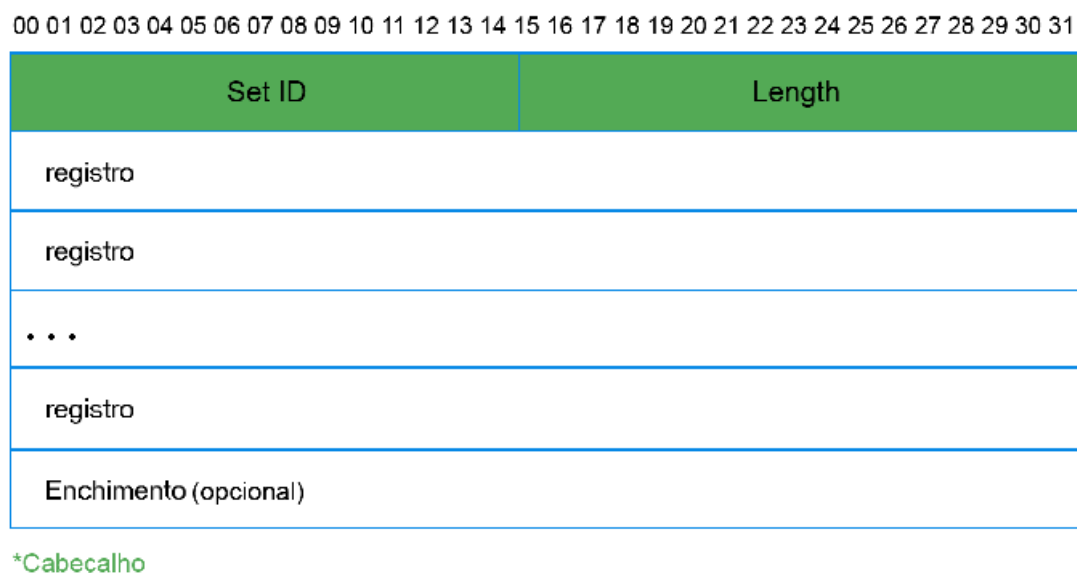 00 01 02 03 04 05 06 07 08 09 10 11 12 13 14 15 16 17 18 19 20 21 22 23 24 25 26 27 28 29 30 31
Set ID Length
registro
registro
• • •
registro
Enchimento (opcional)
*Cabecalho